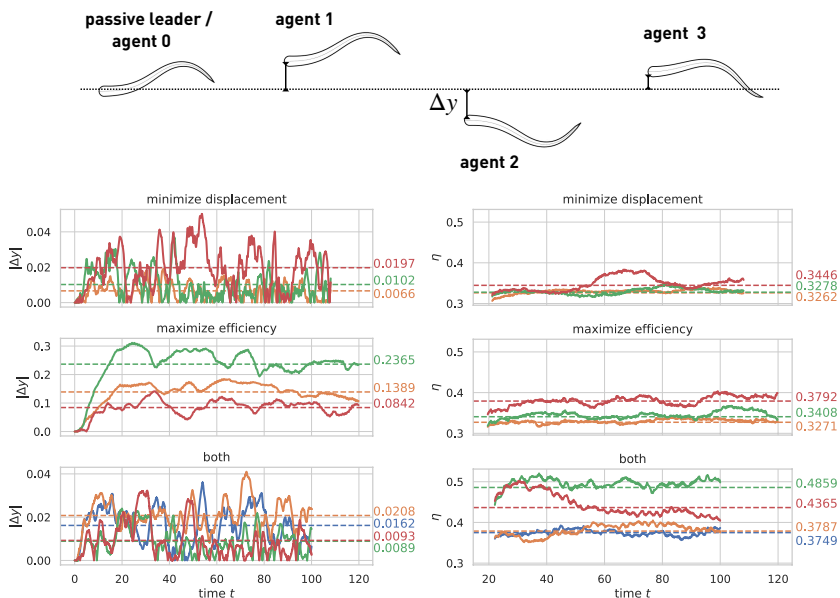 passive leader /
agent 0
agent 1
agent 3
Δy
agent 2
minimize displacement
|Δy|
0.04
0.02
0.00
0.0197
0.0102
0.0066
maximize efficiency
|Δy|
0.3
0.2
0.1
0.0
0.2365
0.1389
0.0842
both
|Δy|
0.04
0.02
0.00
0.0208
0.0162
0.0093
0.0089
0 20 40 60 80 100 120
time t
minimize displacement
η
0.5
0.4
0.3
0.3446
0.3278
0.3262
maximize efficiency
η
0.5
0.4
0.3
0.3792
0.3408
0.3271
both
η
0.5
0.4
0.3
0.4859
0.4365
0.3787
0.3749
20 40 60 80 100 120
time t